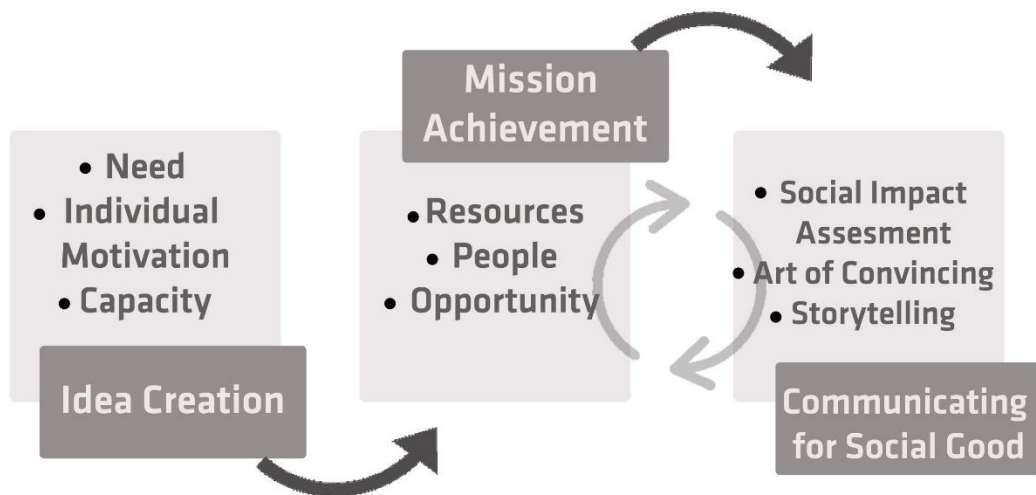 • Need
• Individual
Motivation
• Capacity
Idea Creation
Mission
Achievement
• Resources
• People
• Opportunity
• Social Impact
Assesment
• Art of Convincing
• Storytelling
Communicating
for Social Good